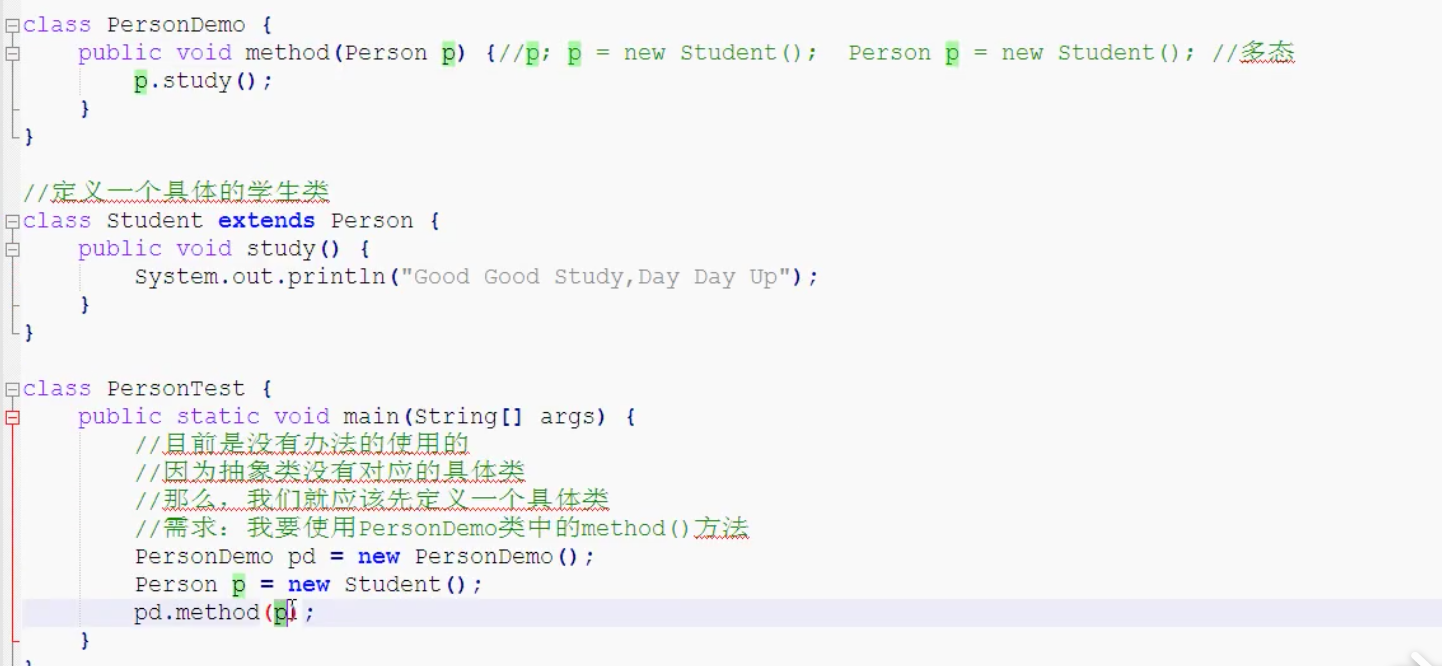 class PersonDemo {
public void method(Person p) {//p; p = new Student(); Person p = new Student(); //多态
p.study();
}
}
//定义一个具体的学生类
class Student extends Person {
public void study() {
System.out.println("Good Good Study,Day Day Up");
}
}
class PersonTest {
public static void main(String[] args) {
//目前是没有办法的使用的
//因为抽象类没有对应的具体类
//那么，我们就应该先定义一个具体类
//需求：我要使用PersonDemo类中的method()方法
PersonDemo pd = new PersonDemo();
Person p = new Student();
pd.method(p);
}
}